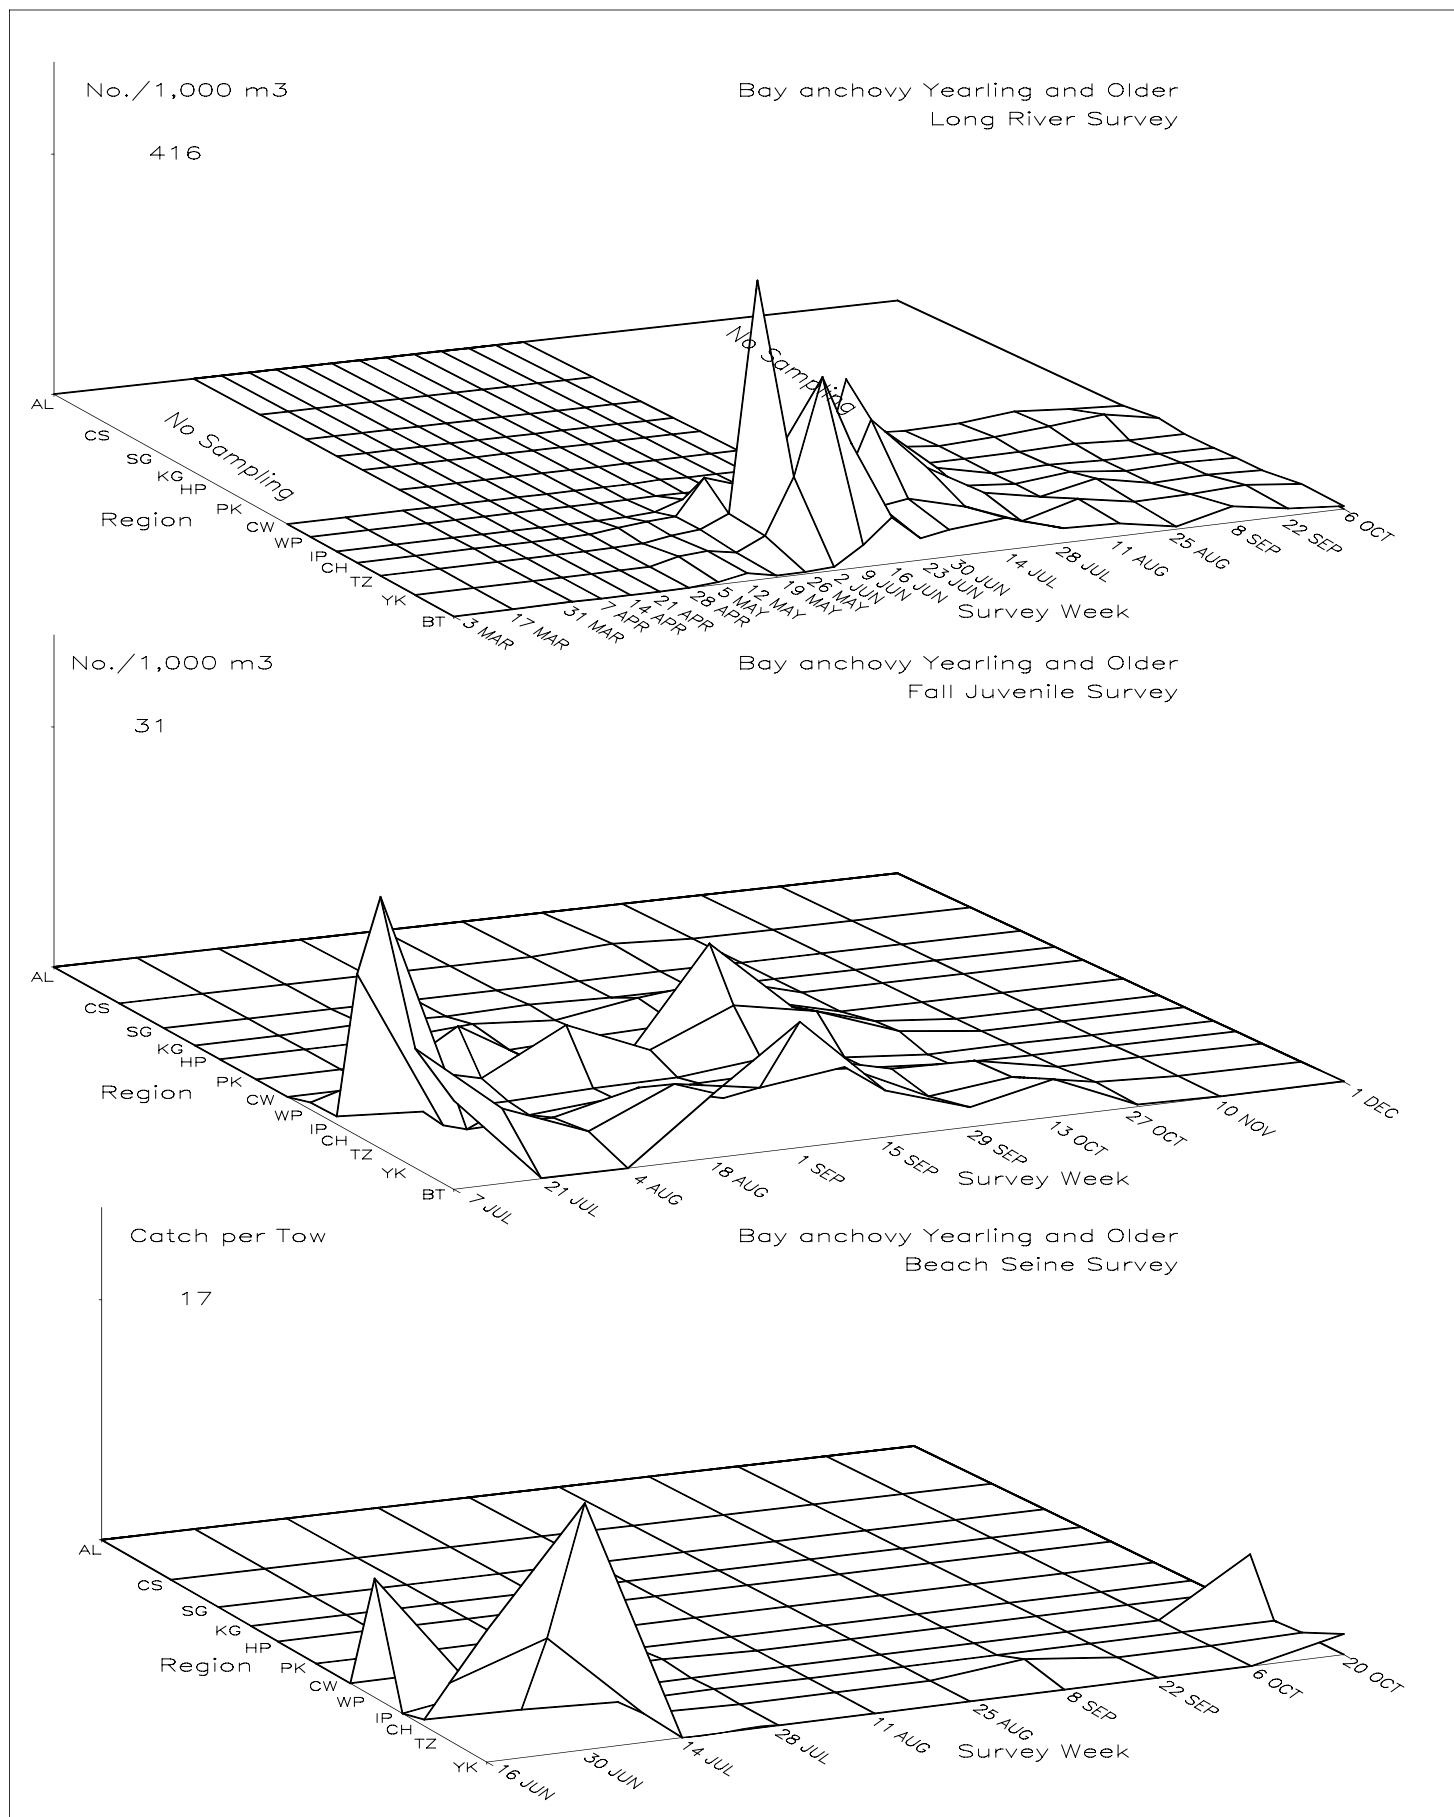 No./1,000 m3
Bay anchovy Yearling and Older
Long River Survey
416
No Sampling
AL
CS
SG
KG
HP
PK
CW
WP
IP
CH
TZ
YK
BT
No Sampling
Region
3 MAR
17 MAR
31 MAR
7 APR
14 APR
21 APR
28 APR
5 MAY
12 MAY
19 MAY
26 MAY
2 JUN
9 JUN
16 JUN
23 JUN
30 JUN
14 JUL
28 JUL
11 AUG
25 AUG
8 SEP
22 SEP
6 OCT
Survey Week
No./1,000 m3
Bay anchovy Yearling and Older
Fall Juvenile Survey
31
AL
CS
SG
KG
HP
PK
CW
WP
IP
CH
TZ
YK
BT
Region
7 JUL
21 JUL
4 AUG
18 AUG
1 SEP
15 SEP
29 SEP
13 OCT
27 OCT
10 NOV
1 DEC
Survey Week
Catch per Tow
Bay anchovy Yearling and Older
Beach Seine Survey
17
AL
CS
SG
KG
HP
PK
CW
WP
IP
CH
TZ
YK
Region
16 JUN
30 JUN
14 JUL
28 JUL
11 AUG
25 AUG
8 SEP
22 SEP
6 OCT
20 OCT
Survey Week